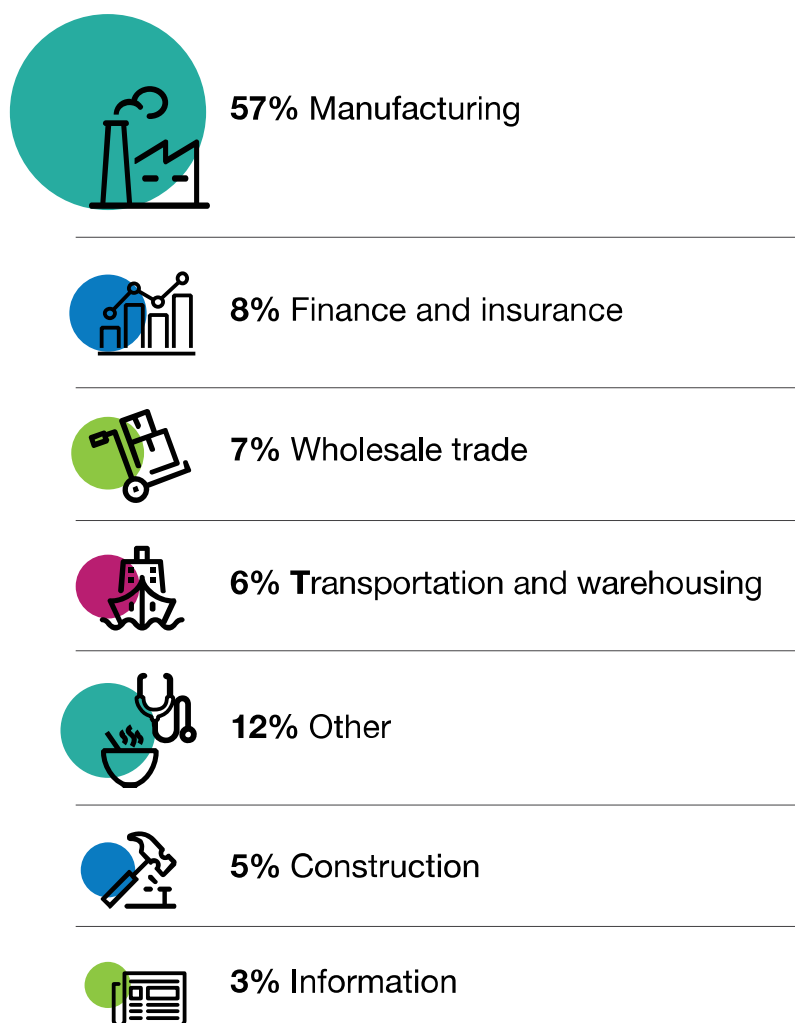 57% Manufacturing
8% Finance and insurance
7% Wholesale trade
6% Transportation and warehousing
12% Other
5% Construction
3% Information